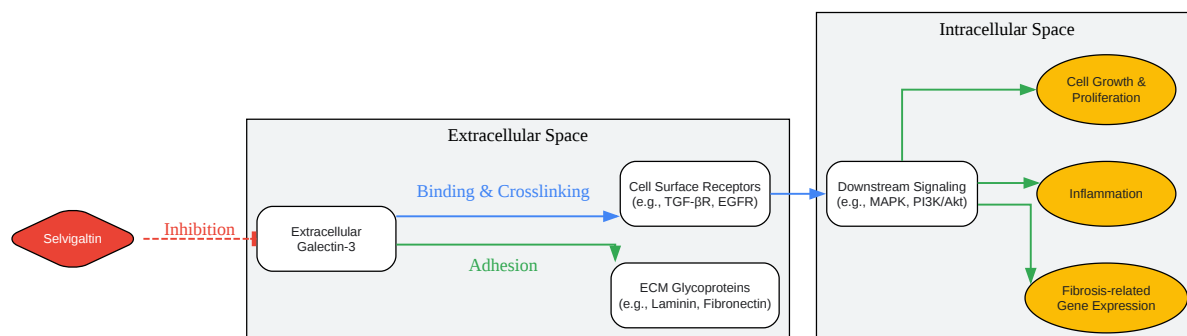 Intracellular Space
Cell Growth &
Proliferation
Extracellular Space
Binding & Crosslinking
Cell Surface Receptors
(e.g., TGF-βR, EGFR)
Downstream Signaling
(e.g., MAPK, PI3K/Akt)
Inflammation
Selvigaltin
Inhibition
Extracellular
Galectin-3
Adhesion
ECM Glycoproteins
(e.g., Laminin, Fibronectin)
Fibrosis-related
Gene Expression